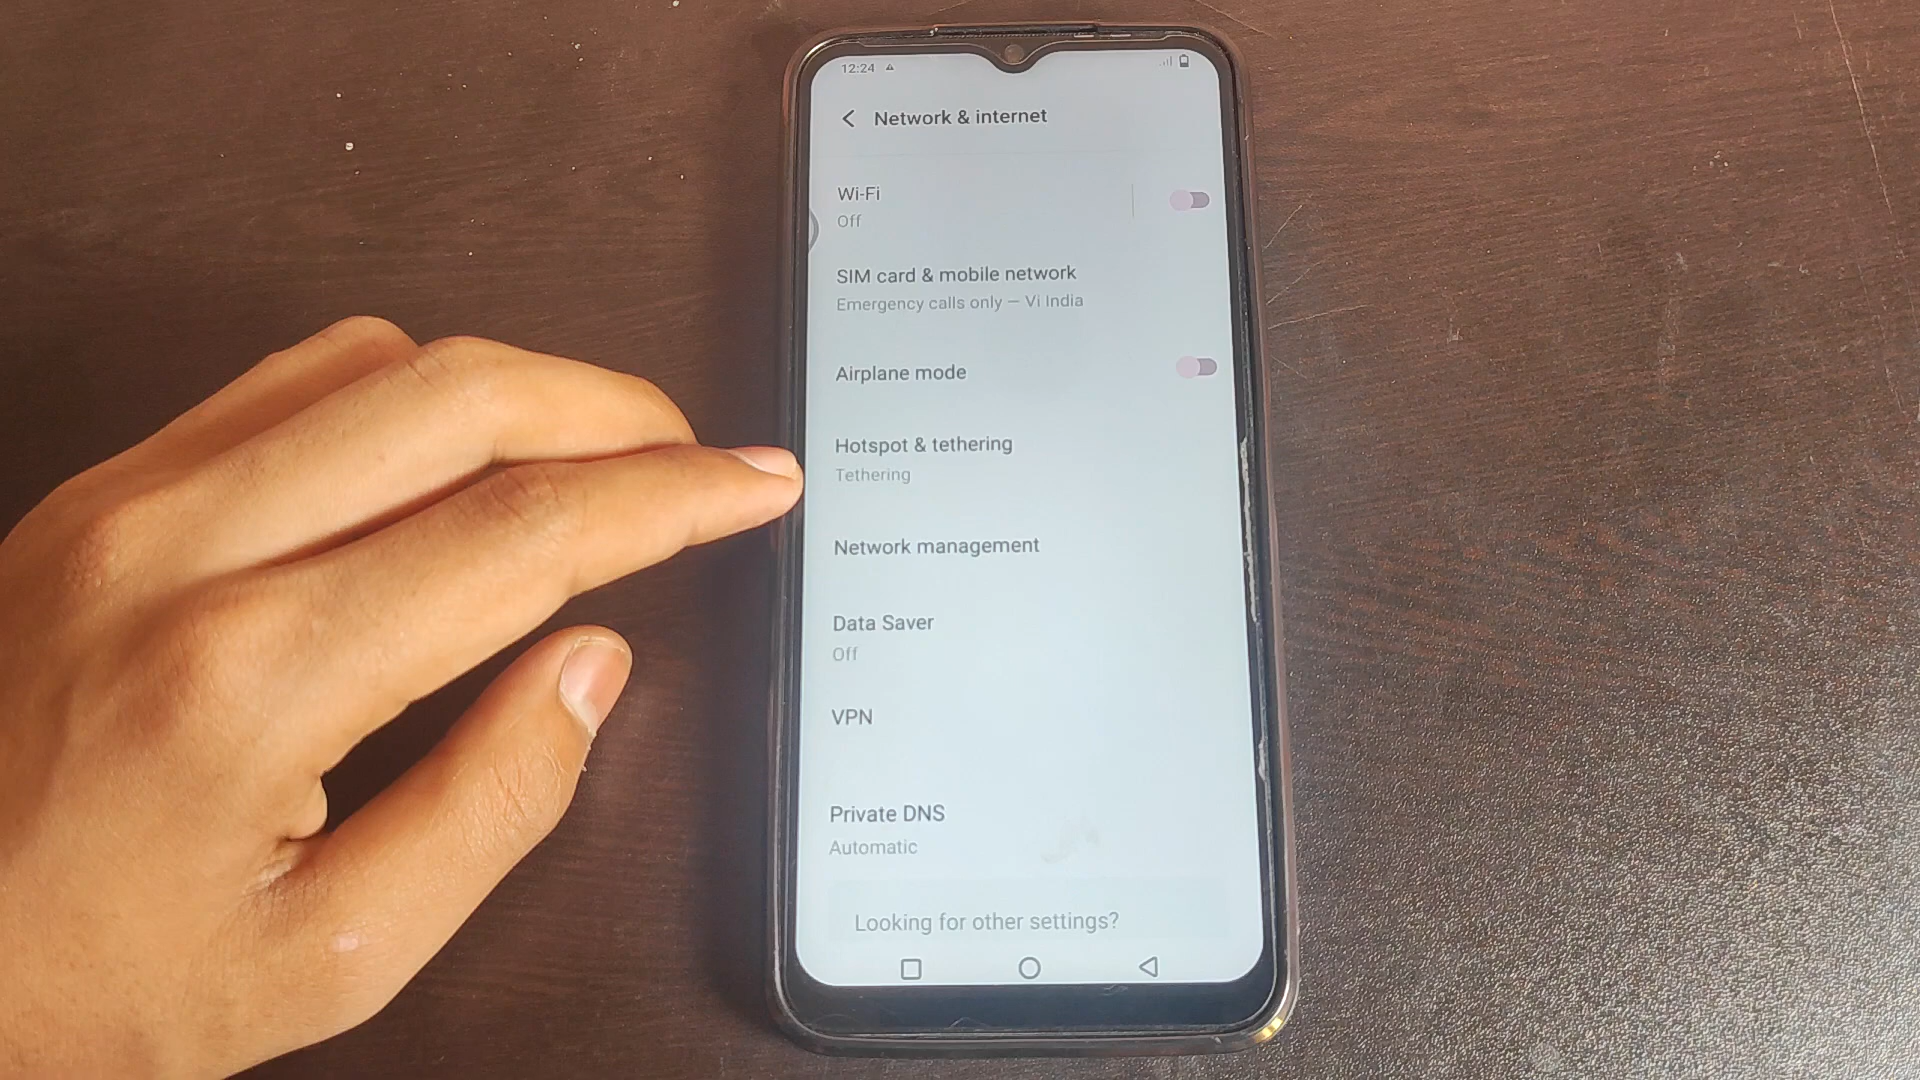 12:24
Network & internet
Wi-Fi
Off
SIM card & mobile network
Emergency calls only — Vi India
Airplane mode
Hotspot & tethering
Tethering
Network management
Data Saver
Off
VPN
Private DNS
Automatic
Looking for other settings?